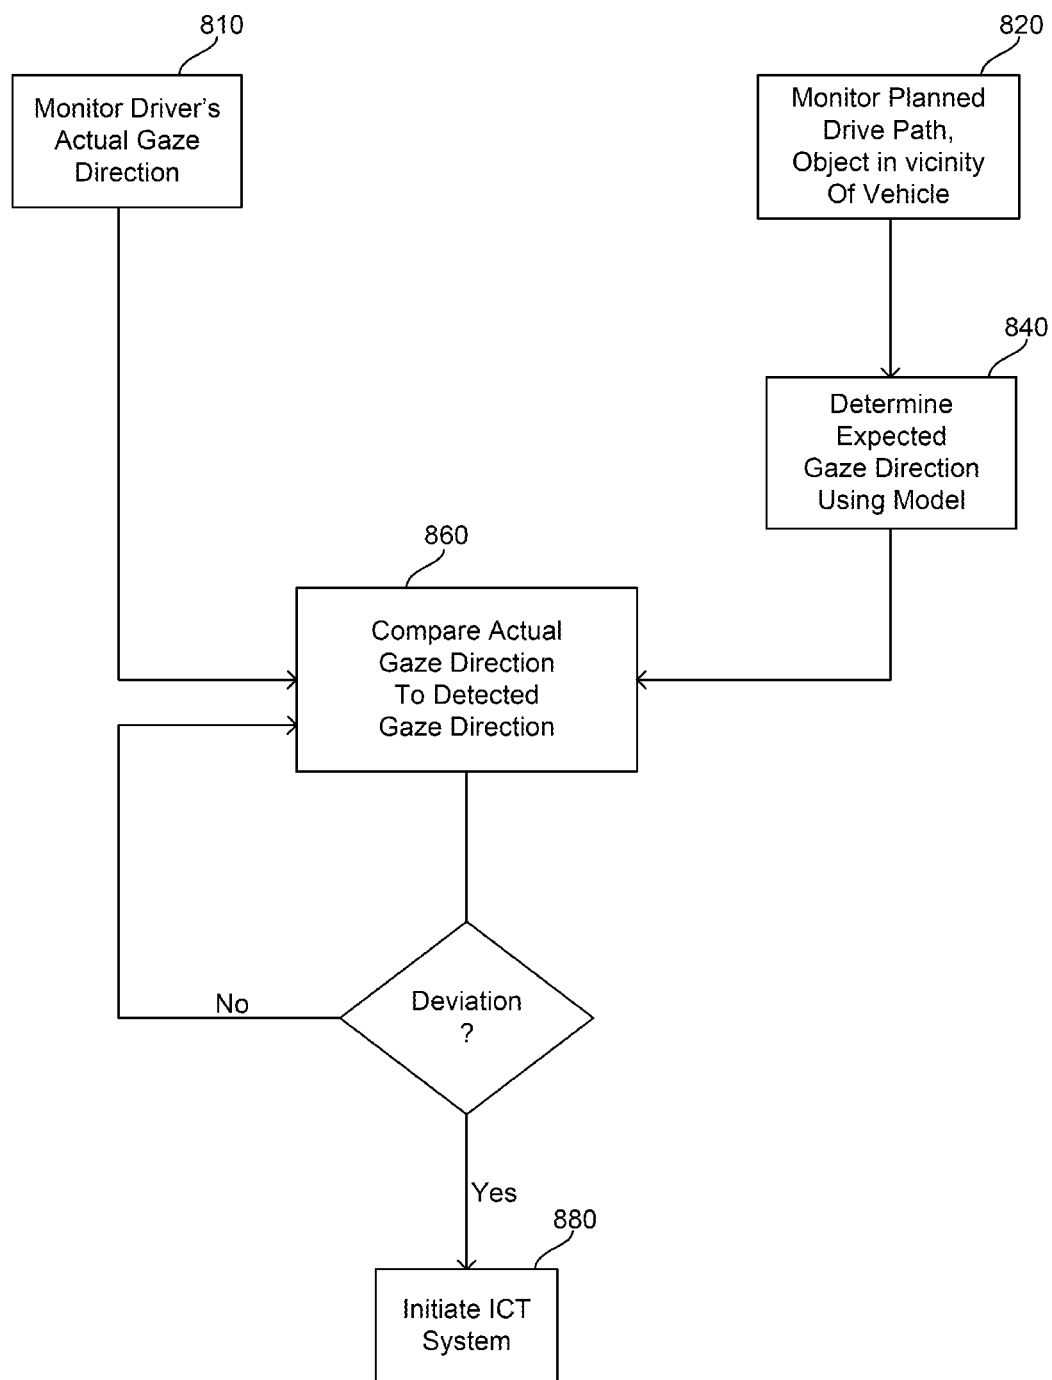 810
Monitor Driver's
Actual Gaze
Direction
820
Monitor Planned
Drive Path,
Object in vicinity
Of Vehicle
840
Determine
Expected
Gaze Direction
Using Model
860
Compare Actual
Gaze Direction
To Detected
Gaze Direction
Deviation
?
No
Yes
880
Initiate ICT
System